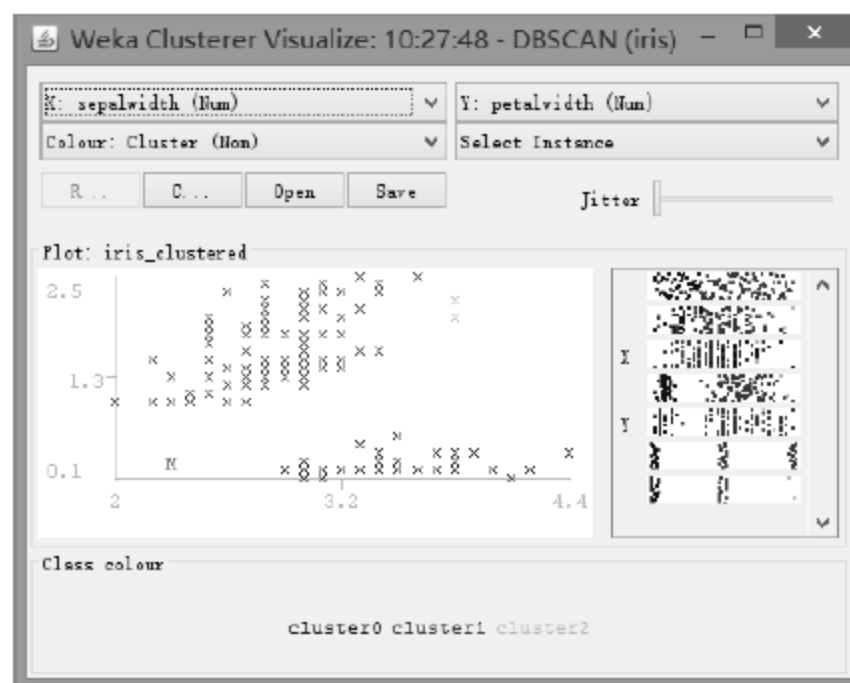 Weka Clusterer Visualize: 10:27:48 - DBSCAN (iris)
X: sepalwidth (Num)
Y: petalwidth (Num)
Colour: Cluster (Nom)
Select Instance
R...
C...
Open
Save
Jitter
Plot: iris_clustered
2.5
1.3
0.1
2
3.2
4.4
M
X
Y
Class colour
cluster0 cluster1 cluster2